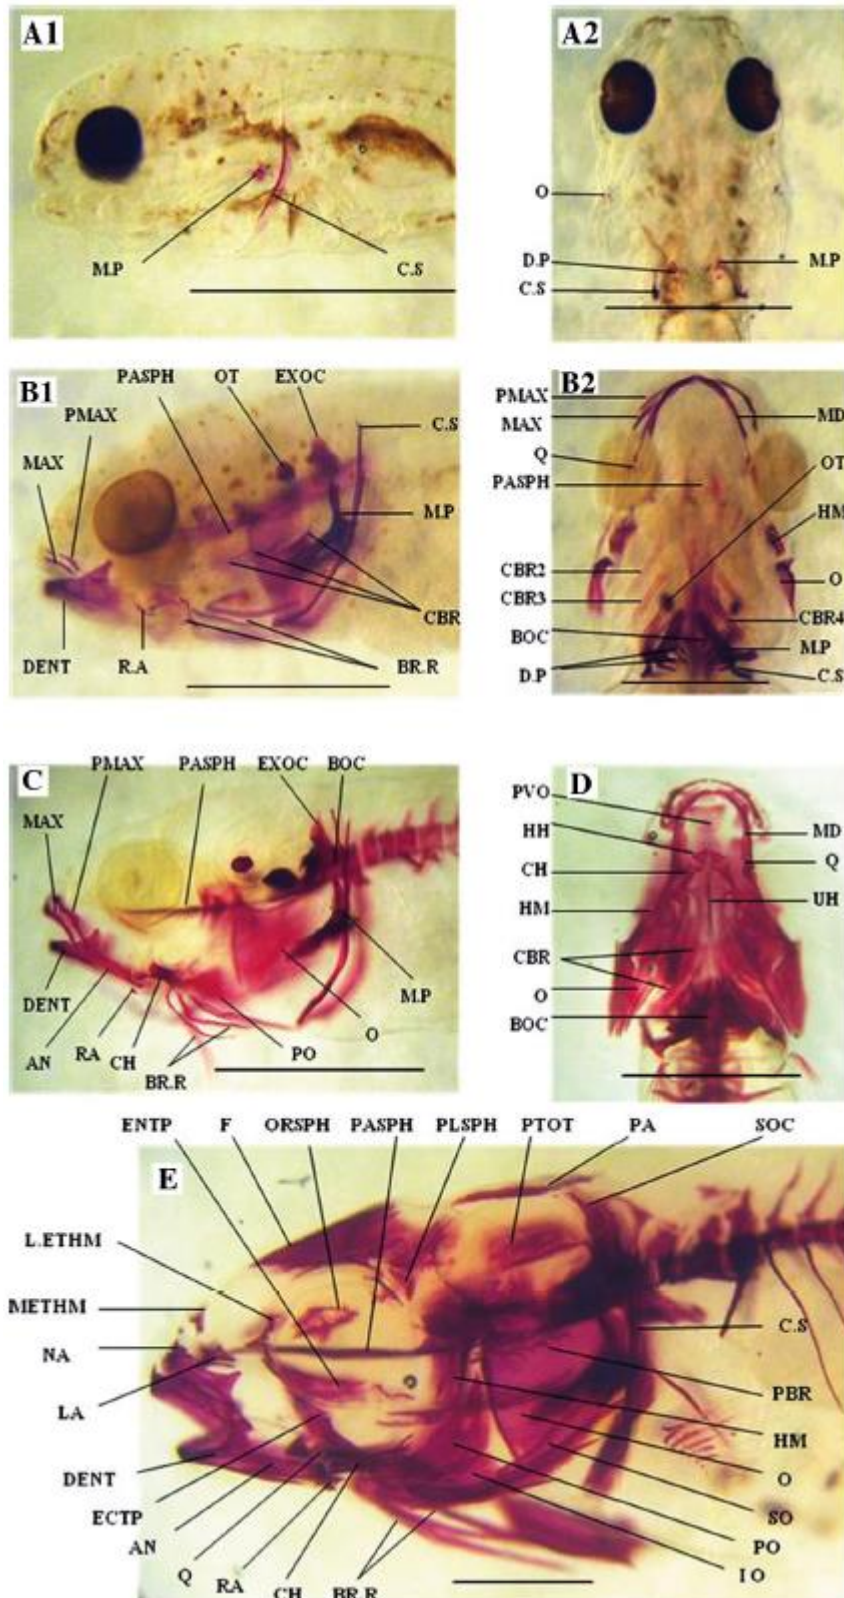 A1
M.P
C.S
A2
O
D.P
M.P
C.S
B1
PASPH OT EXOC
PMAX
C.S
MAX
M.P
CBR
DENT R.A BR.R
B2
PMAX
MD
MAX
OT
Q
PASPH
HM
CBR2
O
CBR3
CBR4
BOC
M.P
D.P
C.S
C
PMAX PASPH EXOC BOC
MAX
M.P
DENT
O
AN RA CH PO
BR.R
D
PVO
MD
HH
Q
CH
UH
HM
CBR
O
BOC
ENTP F ORSPH PASPH PLSPH PTOT PA SOC
E
L.ETHM
METHM
C.S
NA
PBR
LA
HM
DENT
O
ECTP
SO
AN
PO
Q RA CH BR.R IO